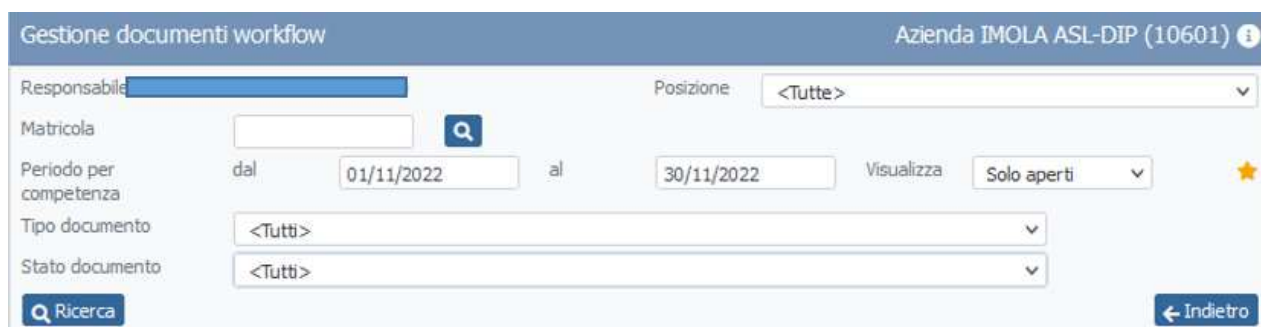 Gestione documenti workflow Azienda IMOLA ASL-DIP (10601)
Responsabile Posizione <Tutte>
Matricola
Periodo per competenza dal 01/11/2022 al 30/11/2022 Visualizza Solo aperti
Tipo documento <Tutti>
Stato documento <Tutti>
Ricerca Indietro